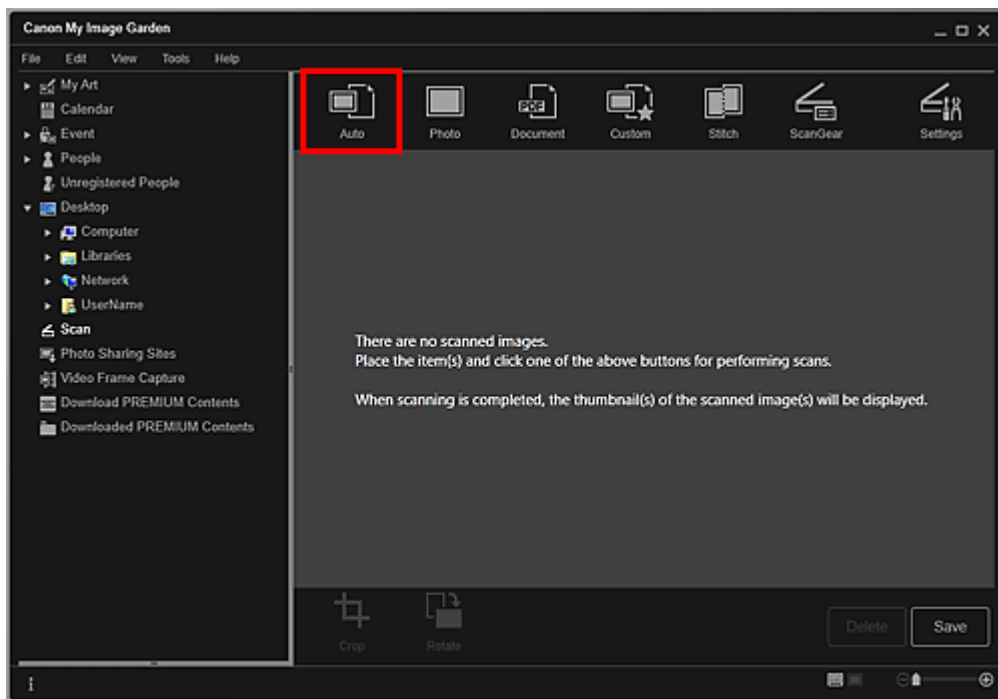 Canon My Image Garden
File Edit View Tools Help
My Art
Calendar
Event
People
Unregistered People
Desktop
Computer
Libraries
Network
UserName
Scan
Photo Sharing Sites
Video Frame Capture
Download PREMIUM Contents
Downloaded PREMIUM Contents
Auto Photo Document Custom Stitch ScanGear Settings
PDF
There are no scanned images.
Place the item(s) and click one of the above buttons for performing scans.
When scanning is completed, the thumbnail(s) of the scanned image(s) will be displayed.
Crop Rotate
Delete Save
i